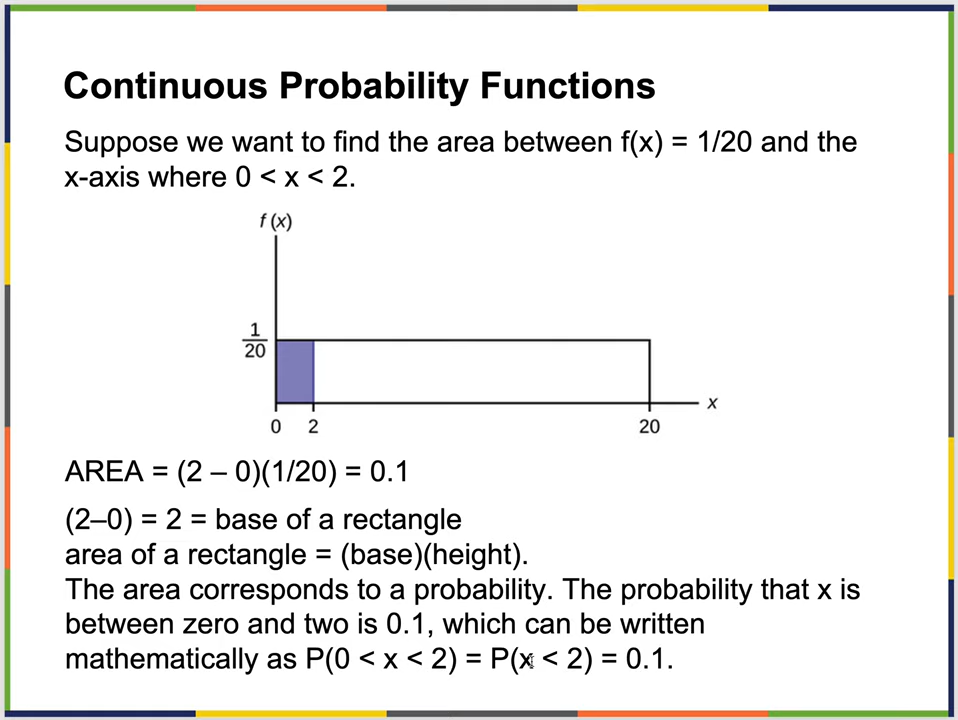 Continuous Probability Functions
Suppose we want to find the area between f(x) = 1/20 and the
x-axis where 0 < x < 2.
f (x)
1
20
x
0 2 20
AREA = (2 – 0)(1/20) = 0.1
(2–0) = 2 = base of a rectangle
area of a rectangle = (base)(height).
The area corresponds to a probability. The probability that x is
between zero and two is 0.1, which can be written
mathematically as P(0 < x < 2) = P(x < 2) = 0.1.